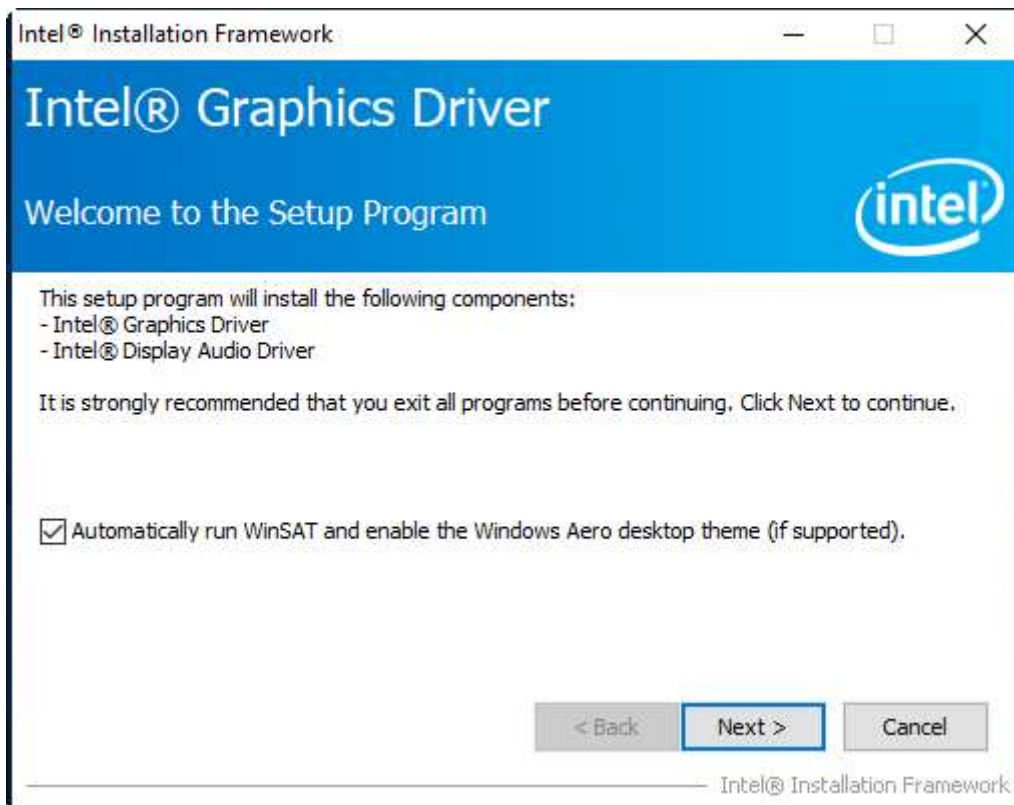 Intel® Installation Framework
Intel® Graphics Driver
Welcome to the Setup Program
intel
This setup program will install the following components:
- Intel® Graphics Driver
- Intel® Display Audio Driver
It is strongly recommended that you exit all programs before continuing. Click Next to continue.
Automatically run WinSAT and enable the Windows Aero desktop theme (if supported).
< Back
Next >
Cancel
Intel® Installation Framework